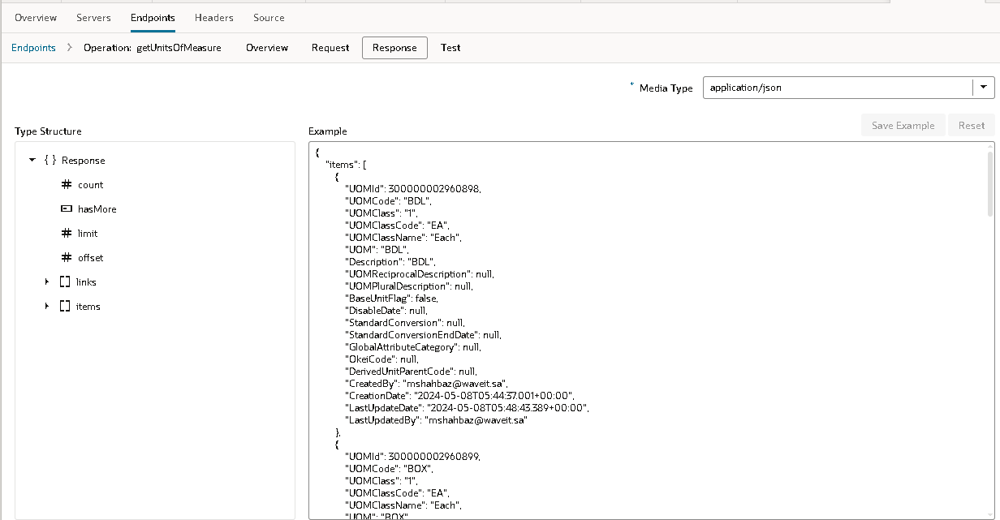 Overview Servers Endpoints Headers Source
Endpoints > Operation: getUnitsOfMeasure Overview Request Response Test
* Media Type application/json
Save Example Reset
Type Structure
{ } Response
# count
hasMore
# limit
# offset
[ ] links
[ ] items
Example
{
"items": [
{
"UOMId": 300000002960898,
"UOMCode": "BDL",
"UOMClass": "1",
"UOMClassCode": "EA",
"UOMClassName": "Each",
"UOM": "BDL",
"Description": "BDL",
"UOMReciprocalDescription": null,
"UOMPluralDescription": null,
"BaseUnitFlag": false,
"DisableDate": null,
"StandardConversion": null,
"StandardConversionEndDate": null,
"GlobalAttributeCategory": null,
"OkeiCode": null,
"DerivedUnitParentCode": null,
"CreatedBy": "mshahbaz@waveit.sa",
"CreationDate": "2024-05-08T05:44:37.001+00:00",
"LastUpdateDate": "2024-05-08T05:48:43.389+00:00",
"LastUpdatedBy": "mshahbaz@waveit.sa"
},
{
"UOMId": 300000002960899,
"UOMCode": "BOX",
"UOMClass": "1",
"UOMClassCode": "EA",
"UOMClassName": "Each",
"UOM": "BOX"